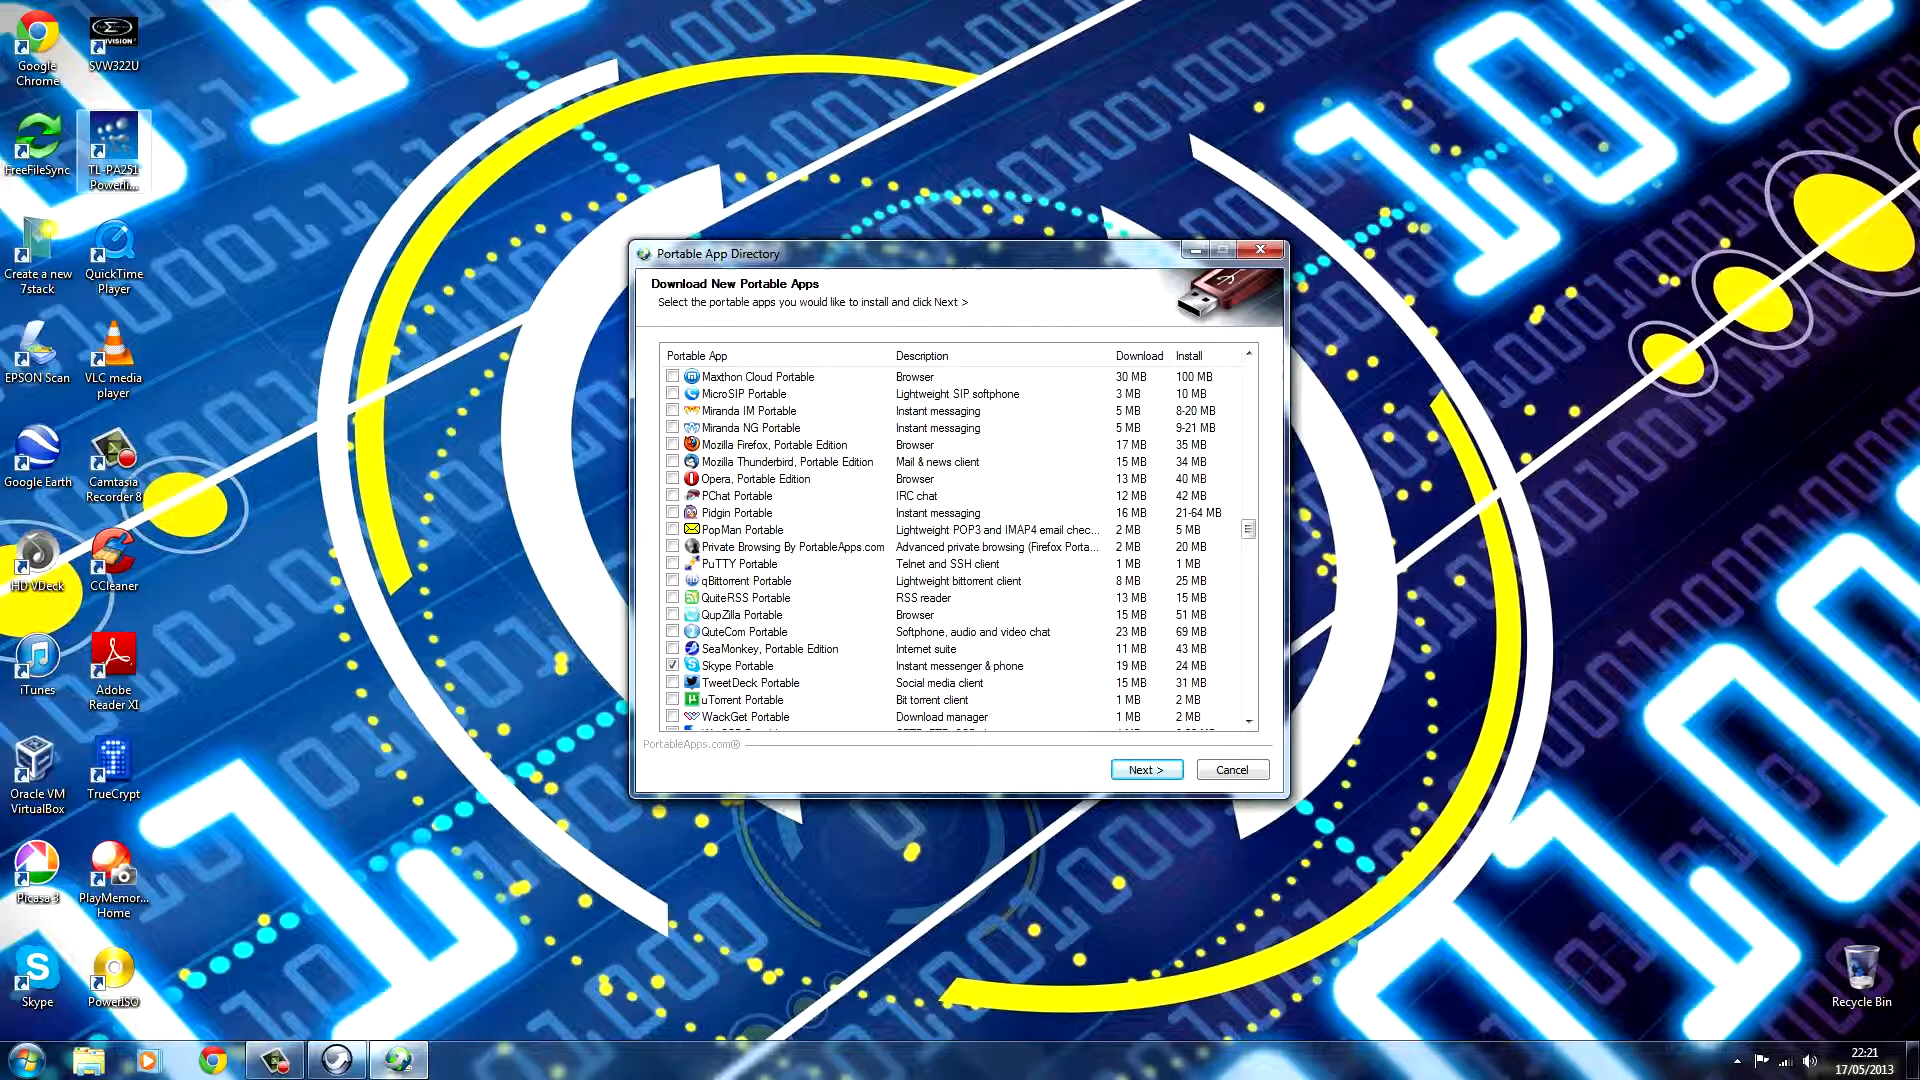 Google Chrome
SVW322U
FreeFileSync
TL-PA251 Powerli...
Create a new 7stack
QuickTime Player
EPSON Scan
VLC media player
Google Earth
Camtasia Recorder 8
HD VDeck
CCleaner
iTunes
Adobe Reader XI
Oracle VM VirtualBox
TrueCrypt
Picasa 3
PlayMemor... Home
Skype
PowerISO
Recycle Bin
Portable App Directory
Download New Portable Apps
Select the portable apps you would like to install and click Next >
Portable App Description Download Install
Maxthon Cloud Portable Browser 30 MB 100 MB
MicroSIP Portable Lightweight SIP softphone 3 MB 10 MB
Miranda IM Portable Instant messaging 5 MB 8-20 MB
Miranda NG Portable Instant messaging 5 MB 9-21 MB
Mozilla Firefox, Portable Edition Browser 17 MB 35 MB
Mozilla Thunderbird, Portable Edition Mail & news client 15 MB 34 MB
Opera, Portable Edition Browser 13 MB 40 MB
PChat Portable IRC chat 12 MB 42 MB
Pidgin Portable Instant messaging 16 MB 21-64 MB
PopMan Portable Lightweight POP3 and IMAP4 email chec... 2 MB 5 MB
Private Browsing By PortableApps.com Advanced private browsing (Firefox Porta... 2 MB 20 MB
PuTTY Portable Telnet and SSH client 1 MB 1 MB
qBittorrent Portable Lightweight bittorrent client 8 MB 25 MB
QuiteRSS Portable RSS reader 13 MB 15 MB
QupZilla Portable Browser 15 MB 51 MB
QuteCom Portable Softphone, audio and video chat 23 MB 69 MB
SeaMonkey, Portable Edition Internet suite 11 MB 43 MB
Skype Portable Instant messenger & phone 19 MB 24 MB
TweetDeck Portable Social media client 15 MB 31 MB
uTorrent Portable Bit torrent client 1 MB 2 MB
WackGet Portable Download manager 1 MB 2 MB
PortableApps.com®
Next >
Cancel
22:21
17/05/2013